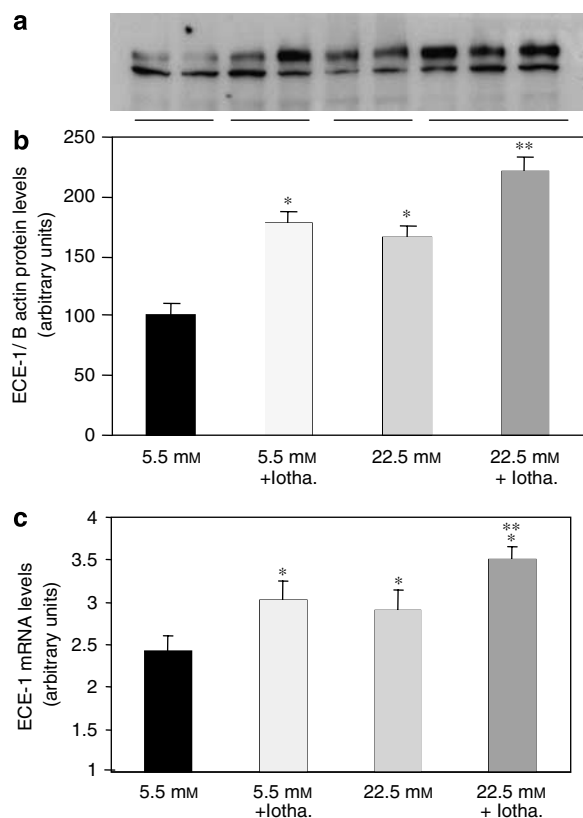 a
b
ECE-1/ B actin protein levels
(arbitrary units)
250
200
150
100
50
0
*
*
**
5.5 mM
5.5 mM
+Iotha.
22.5 mM
22.5 mM
+ Iotha.
c
ECE-1 mRNA levels
(arbitrary units)
4
3.5
3
2.5
2
1.5
1
*
*
**
*
5.5 mM
5.5 mM
+Iotha.
22.5 mM
22.5 mM
+ Iotha.